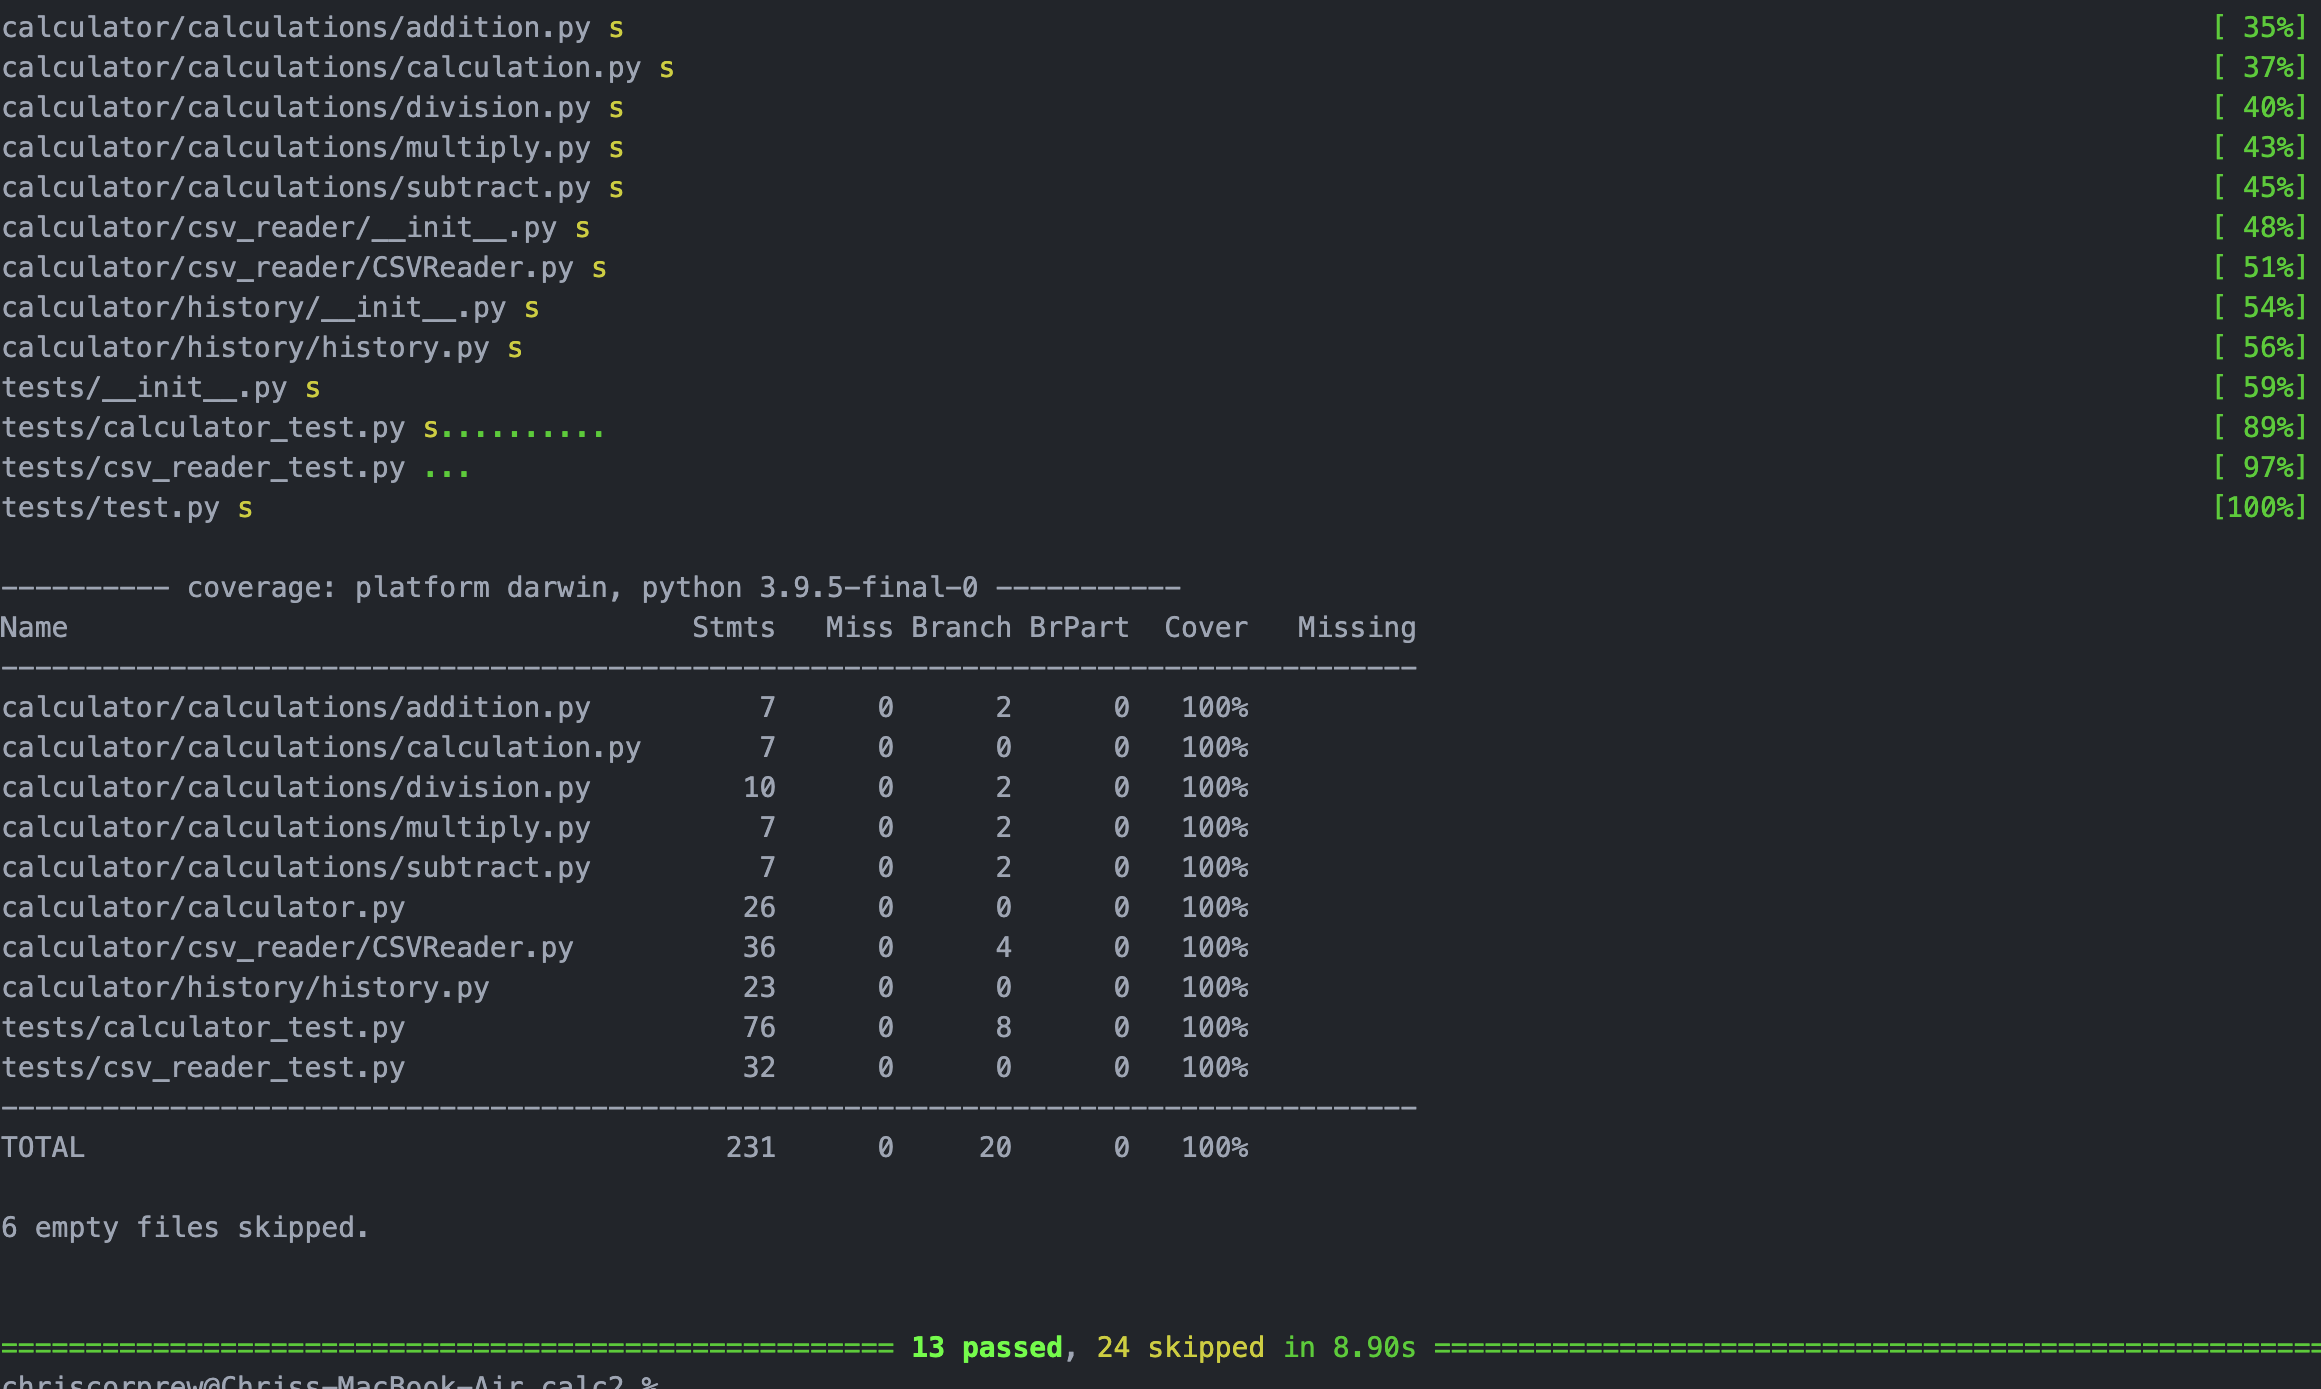 calculator/calculations/addition.py s [ 35%]
calculator/calculations/calculation.py s [ 37%]
calculator/calculations/division.py s [ 40%]
calculator/calculations/multiply.py s [ 43%]
calculator/calculations/subtract.py s [ 45%]
calculator/csv_reader/__init__.py s [ 48%]
calculator/csv_reader/CSVReader.py s [ 51%]
calculator/history/__init__.py s [ 54%]
calculator/history/history.py s [ 56%]
tests/__init__.py s [ 59%]
tests/calculator_test.py s.......... [ 89%]
tests/csv_reader_test.py ... [ 97%]
tests/test.py s [100%]
---------- coverage: platform darwin, python 3.9.5-final-0 -----------
Name Stmts Miss Branch BrPart Cover Missing
------------------------------------------------------------------------------------
calculator/calculations/addition.py 7 0 2 0 100%
calculator/calculations/calculation.py 7 0 0 0 100%
calculator/calculations/division.py 10 0 2 0 100%
calculator/calculations/multiply.py 7 0 2 0 100%
calculator/calculations/subtract.py 7 0 2 0 100%
calculator/calculator.py 26 0 0 0 100%
calculator/csv_reader/CSVReader.py 36 0 4 0 100%
calculator/history/history.py 23 0 0 0 100%
tests/calculator_test.py 76 0 8 0 100%
tests/csv_reader_test.py 32 0 0 0 100%
------------------------------------------------------------------------------------
TOTAL 231 0 20 0 100%
6 empty files skipped.
===================================================== 13 passed, 24 skipped in 8.90s =====================================================
chriscorprew@Chriss-MacBook-Air calc2 %